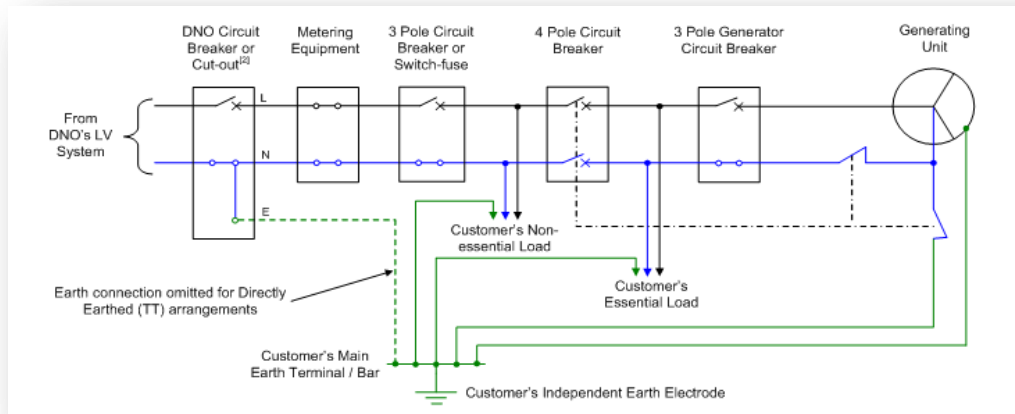 DNO Circuit
Breaker or
Cut-out[2]
Metering
Equipment
3 Pole Circuit
Breaker or
Switch-fuse
4 Pole Circuit
Breaker
3 Pole Generator
Circuit Breaker
Generating
Unit
L
From
DNO's LV
System
N
E
Customer's Non-
essential Load
Customer's
Essential Load
Earth connection omitted for Directly
Earthed (TT) arrangements
Customer's Main
Earth Terminal / Bar
Customer's Independent Earth Electrode